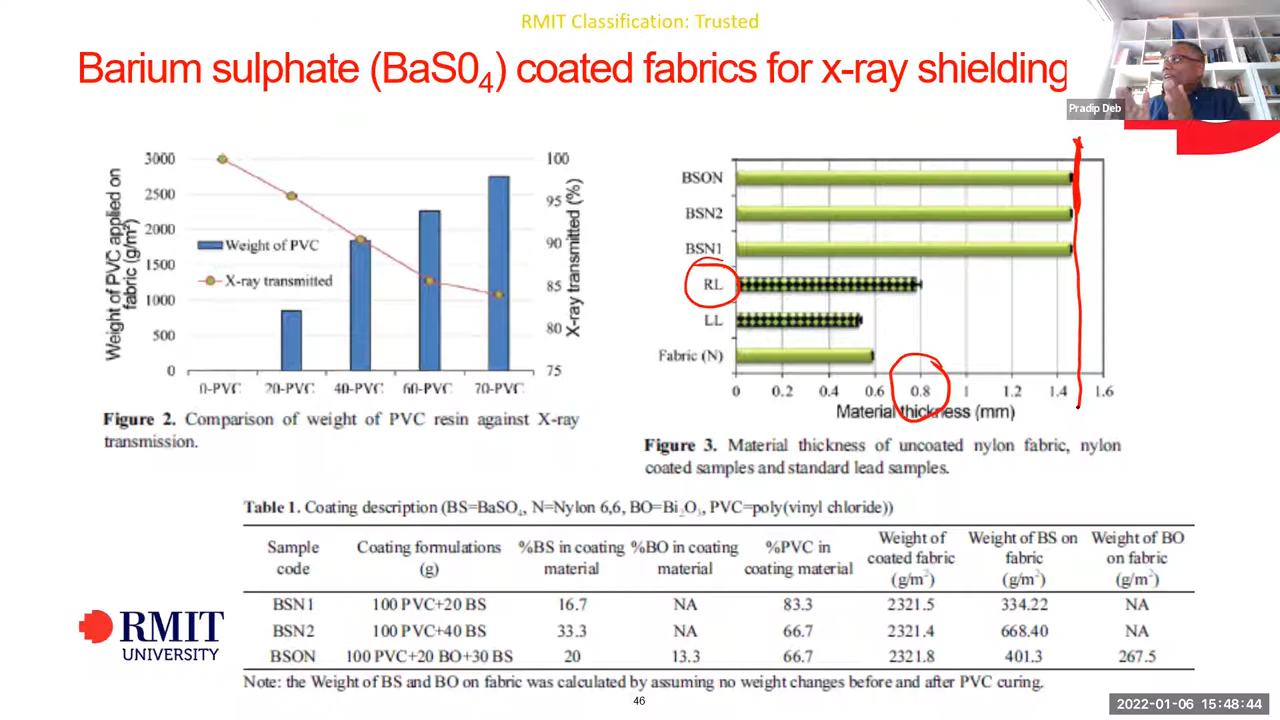 RMIT Classification: Trusted
Barium sulphate (BaS0₄) coated fabrics for x-ray shielding
Pradip Deb
3000
2500
2000
1500
1000
500
0
Weight of PVC applied on
fabric (g/m²)
Weight of PVC
X-ray transmitted
100
95
90
85
80
75
X-ray transmitted (%)
0-PVC 20-PVC 40-PVC 60-PVC 70-PVC
Figure 2. Comparison of weight of PVC resin against X-ray
transmission.
BSON
BSN2
BSN1
RL
LL
Fabric (N)
0 0.2 0.4 0.6 0.8 1 1.2 1.4 1.6
Material thickness (mm)
Figure 3. Material thickness of uncoated nylon fabric, nylon
coated samples and standard lead samples.
Table 1. Coating description (BS=BaSO₄, N=Nylon 6,6, BO=Bi₂O₃, PVC=poly(vinyl chloride))
Sample code Coating formulations (g) %BS in coating material %BO in coating material %PVC in coating material Weight of coated fabric (g/m²) Weight of BS on fabric (g/m²) Weight of BO on fabric (g/m²)
BSN1 100 PVC+20 BS 16.7 NA 83.3 2321.5 334.22 NA
BSN2 100 PVC+40 BS 33.3 NA 66.7 2321.4 668.40 NA
BSON 100 PVC+20 BO+30 BS 20 13.3 66.7 2321.8 401.3 267.5
Note: the Weight of BS and BO on fabric was calculated by assuming no weight changes before and after PVC curing.
RMIT
UNIVERSITY
46
2022-01-06 15:48:44